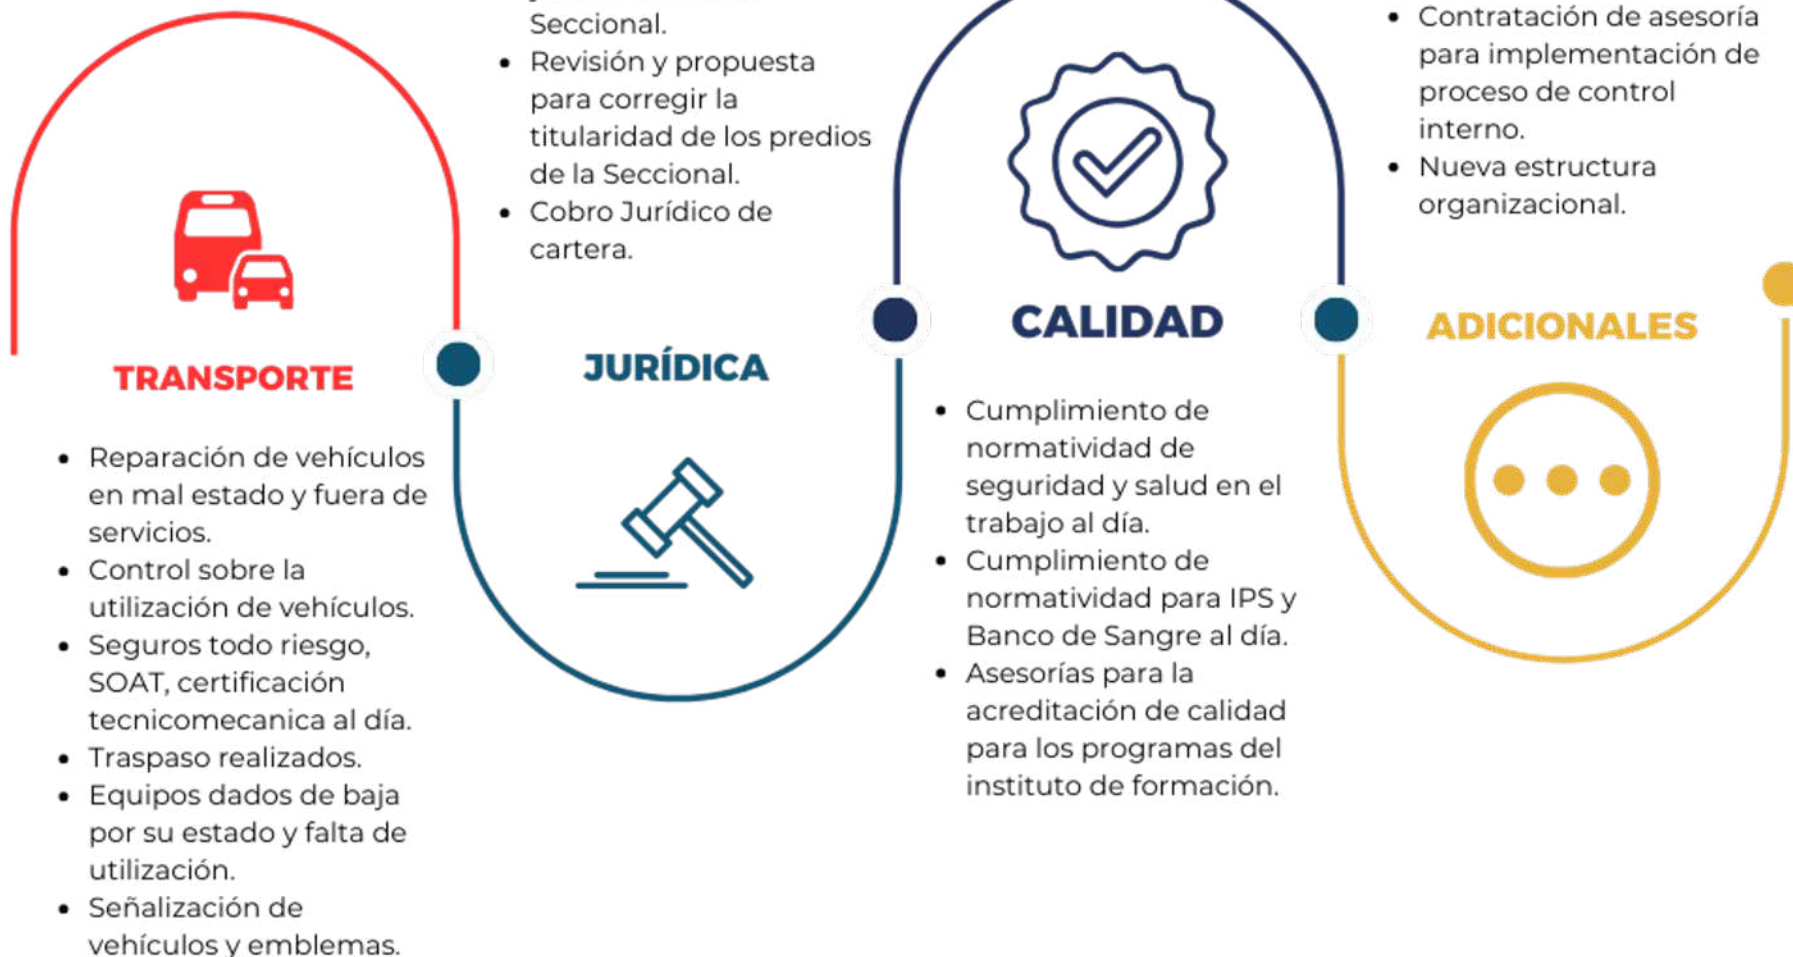 TRANSPORTE
• Reparación de vehículos
en mal estado y fuera de
servicios.
• Control sobre la
utilización de vehículos.
• Seguros todo riesgo,
SOAT, certificación
tecnicomecanica al día.
• Traspaso realizados.
• Equipos dados de baja
por su estado y falta de
utilización.
• Señalización de
vehículos y emblemas.
Seccional.
• Revisión y propuesta
para corregir la
titularidad de los predios
de la Seccional.
• Cobro Jurídico de
cartera.
JURÍDICA
CALIDAD
• Cumplimiento de
normatividad de
seguridad y salud en el
trabajo al día.
• Cumplimiento de
normatividad para IPS y
Banco de Sangre al día.
• Asesorías para la
acreditación de calidad
para los programas del
instituto de formación.
• Contratación de asesoría
para implementación de
proceso de control
interno.
• Nueva estructura
organizacional.
ADICIONALES